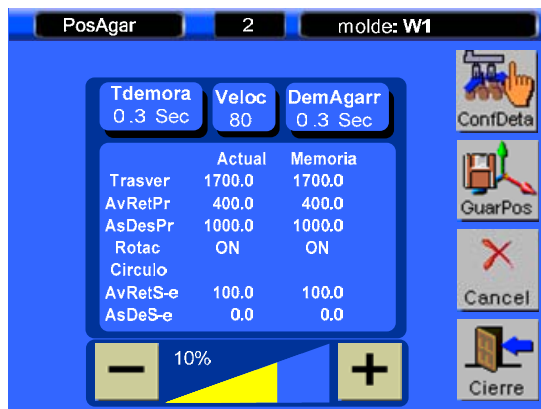 PosAgar 2 molde: W1
Tdemora Veloc DemAgarr
0.3 Sec 80 0.3 Sec
ConfDeta
Actual Memoria
Trasver 1700.0 1700.0
AvRetPr 400.0 400.0
AsDesPr 1000.0 1000.0
Rotac ON ON
Circulo
AvRetS-e 100.0 100.0
AsDeS-e 0.0 0.0
GuarPos
Cancel
− 10% +
Cierre